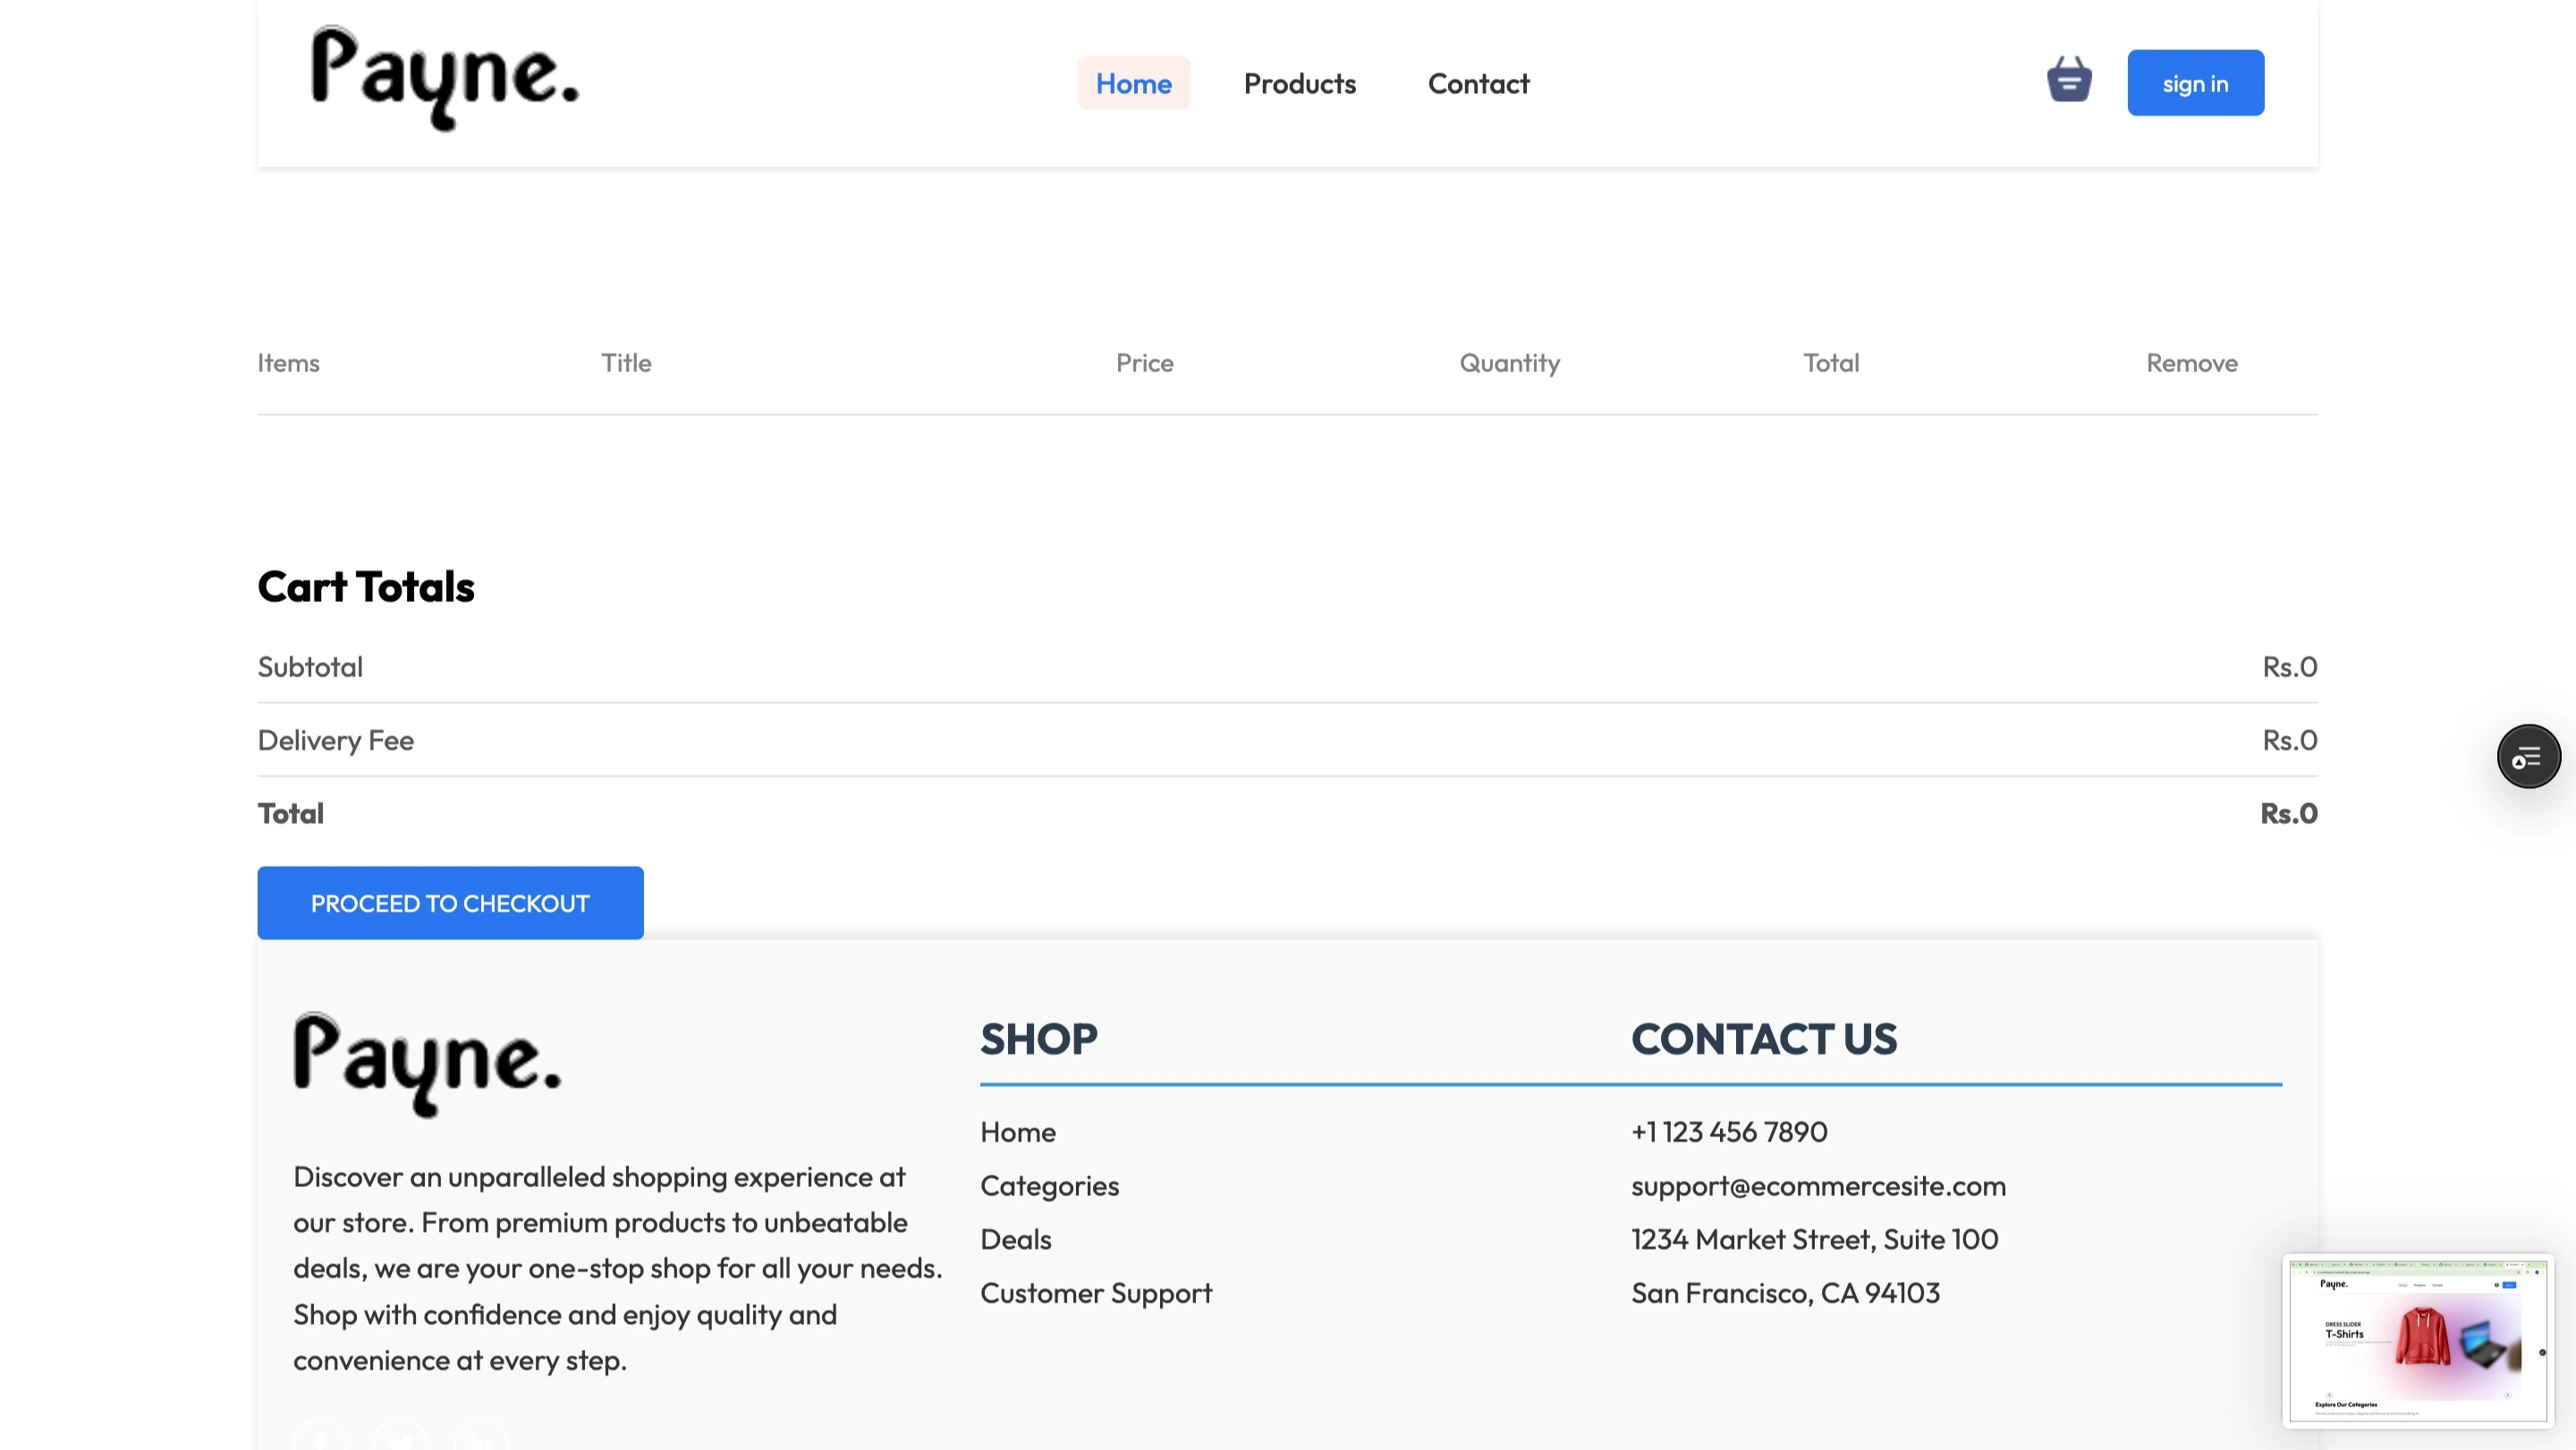 Payne.
Home Products Contact sign in
Items Title Price Quantity Total Remove
Cart Totals
Subtotal Rs.0
Delivery Fee Rs.0
Total Rs.0
PROCEED TO CHECKOUT
Payne.
Discover an unparalleled shopping experience at
our store. From premium products to unbeatable
deals, we are your one-stop shop for all your needs.
Shop with confidence and enjoy quality and
convenience at every step.
SHOP
Home
Categories
Deals
Customer Support
CONTACT US
+1 123 456 7890
support@ecommercesite.com
1234 Market Street, Suite 100
San Francisco, CA 94103
Payne.
DRESS SLIDER
T-Shirts
Explore Our Categories